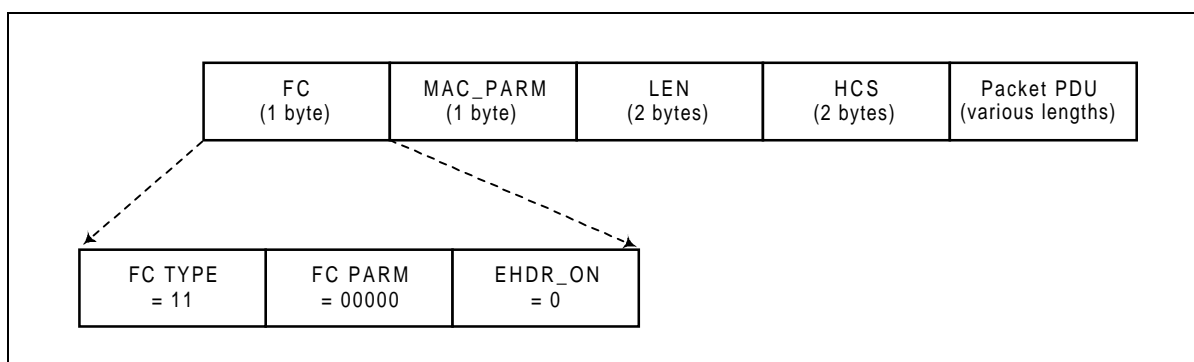 FC
(1 byte)
MAC_PARM
(1 byte)
LEN
(2 bytes)
HCS
(2 bytes)
Packet PDU
(various lengths)
FC TYPE
= 11
FC PARM
= 00000
EHDR_ON
= 0